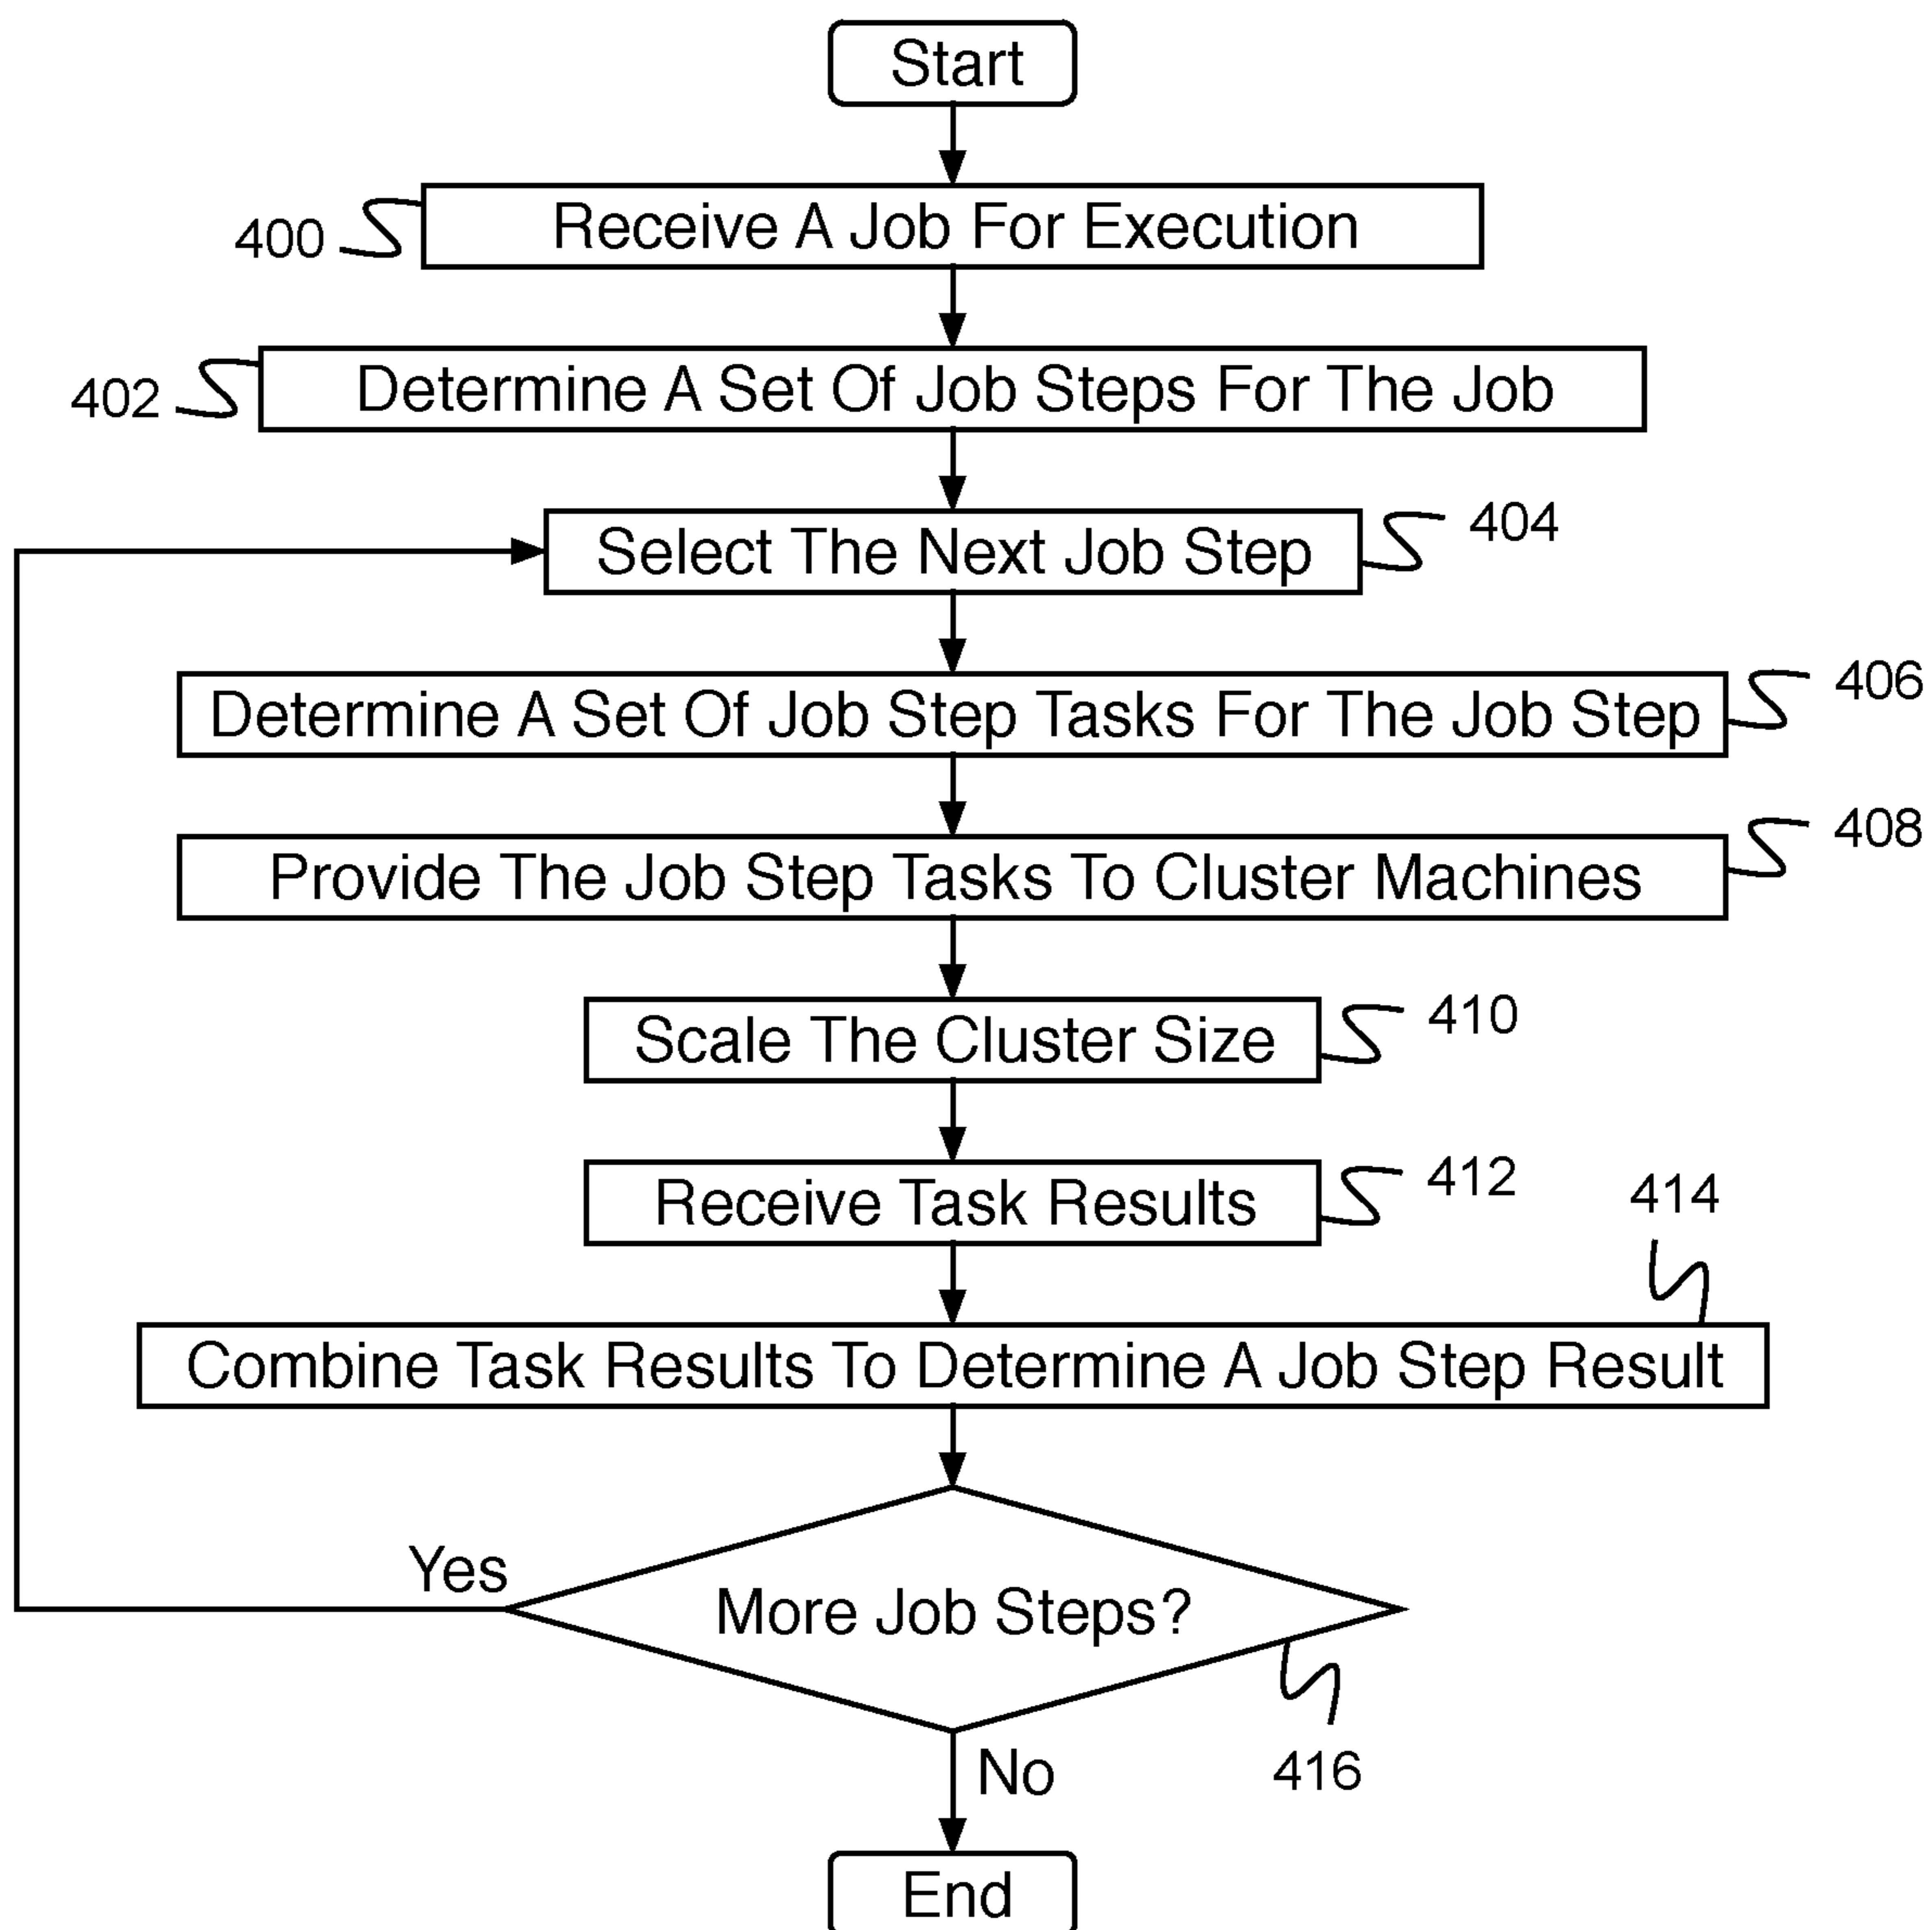 Start
400
Receive A Job For Execution
402
Determine A Set Of Job Steps For The Job
Select The Next Job Step
404
Determine A Set Of Job Step Tasks For The Job Step
406
Provide The Job Step Tasks To Cluster Machines
408
Scale The Cluster Size
410
Receive Task Results
412
414
Combine Task Results To Determine A Job Step Result
Yes
More Job Steps?
416
No
End